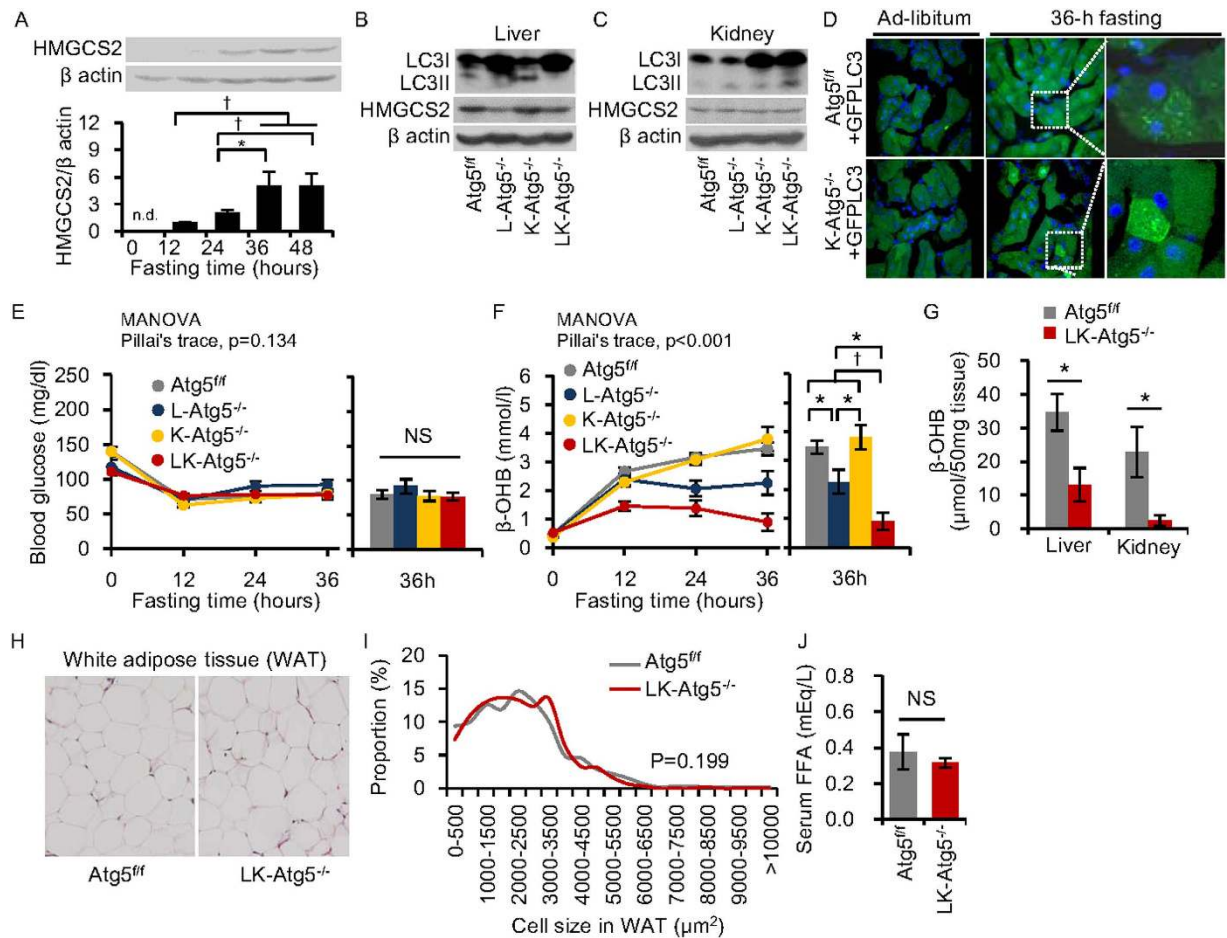 A
HMGCS2
β actin
HMGCS2/β actin
12
9
6
3
0
n.d.
†
†
*
0 12 24 36 48
Fasting time (hours)
B
Liver
LC3I
LC3II
HMGCS2
β actin
Atg5f/f
L-Atg5-/-
K-Atg5-/-
LK-Atg5-/-
C
Kidney
LC3I
LC3II
HMGCS2
β actin
Atg5f/f
L-Atg5-/-
K-Atg5-/-
LK-Atg5-/-
D
Ad-libitum
36-h fasting
Atg5f/f
+GFPLC3
K-Atg5-/-
+GFPLC3
E
MANOVA
Pillai's trace, p=0.134
Blood glucose (mg/dl)
250
200
150
100
50
0
Atg5f/f
L-Atg5-/-
K-Atg5-/-
LK-Atg5-/-
0 12 24 36
Fasting time (hours)
NS
36h
F
MANOVA
Pillai's trace, p<0.001
β-OHB (mmol/l)
6
5
4
3
2
1
0
Atg5f/f
L-Atg5-/-
K-Atg5-/-
LK-Atg5-/-
0 12 24 36
Fasting time (hours)
*
†
* *
36h
G
Atg5f/f
LK-Atg5-/-
β-OHB
(μmol/50mg tissue)
50
40
30
20
10
0
*
*
Liver Kidney
H
White adipose tissue (WAT)
Atg5f/f
LK-Atg5-/-
I
Proportion (%)
20
15
10
5
0
Atg5f/f
LK-Atg5-/-
P=0.199
0-500
1000-1500
2000-2500
3000-3500
4000-4500
5000-5500
6000-6500
7000-7500
8000-8500
9000-9500
>10000
Cell size in WAT (μm²)
J
Serum FFA (mEq/L)
0.8
0.6
0.4
0.2
0.0
NS
Atg5f/f
LK-Atg5-/-